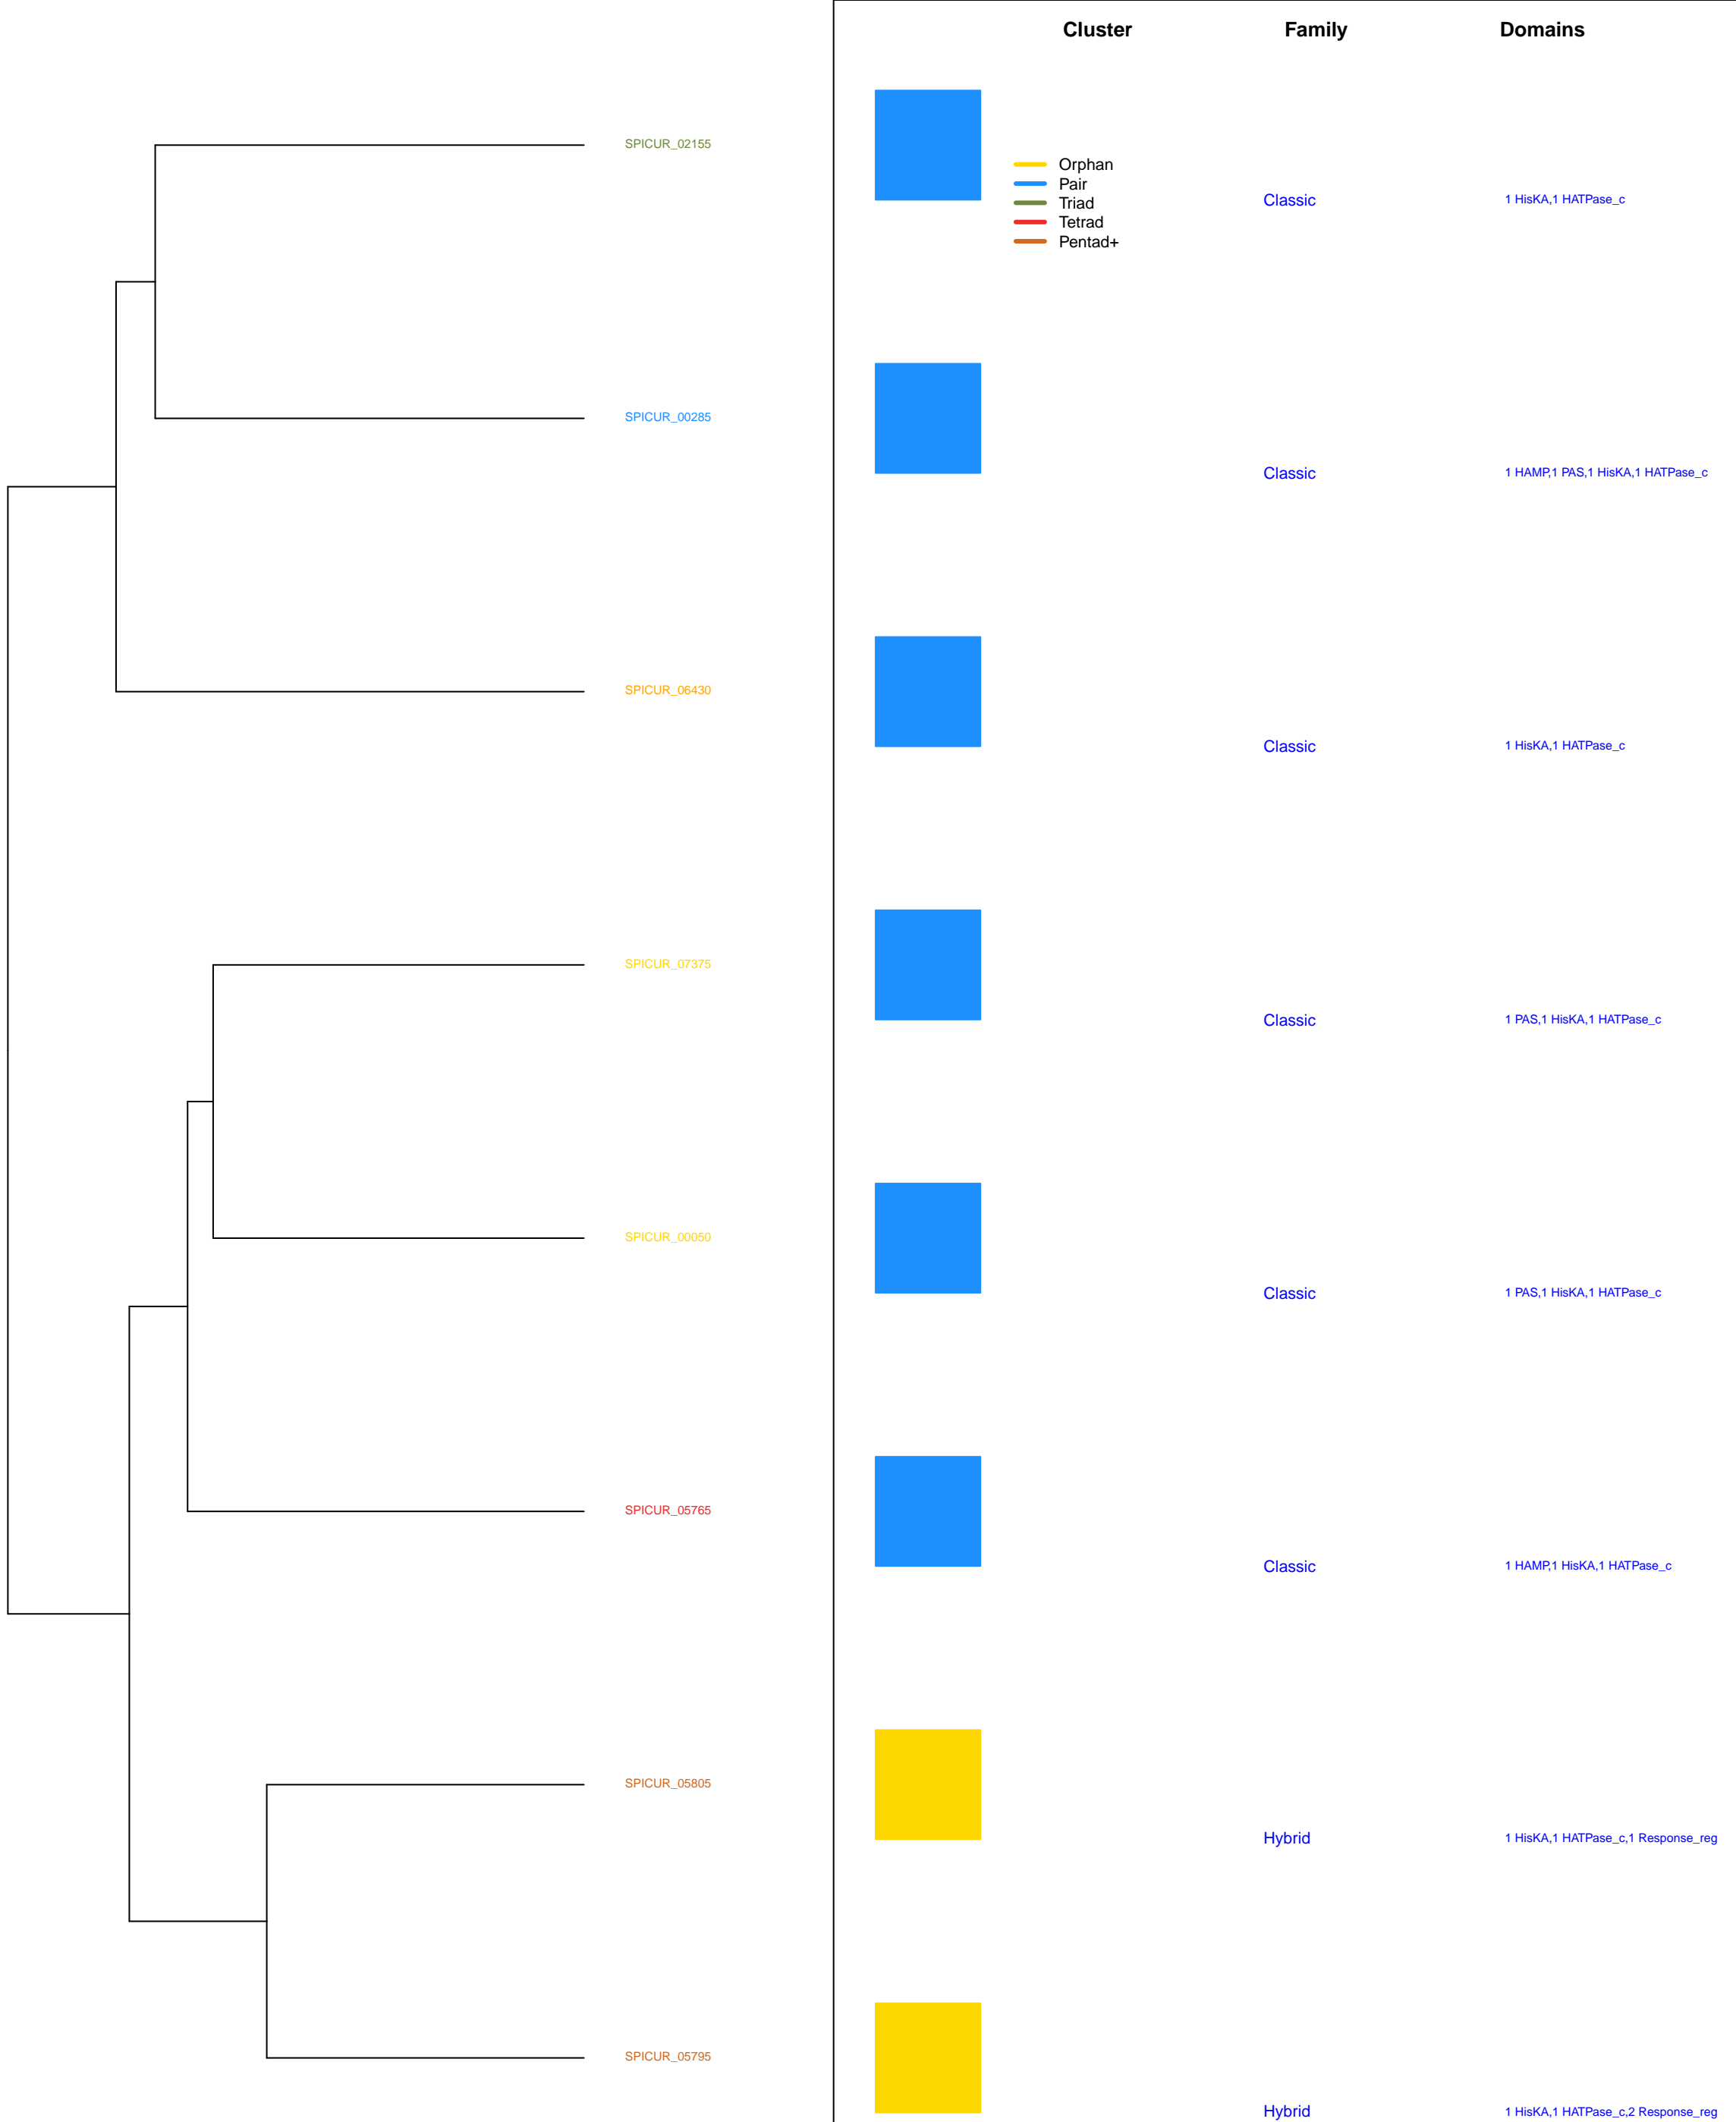 Cluster Family Domains
SPICUR_02155
Orphan
Pair
Triad
Tetrad
Pentad+
Classic 1 HisKA,1 HATPase_c
SPICUR_00285
Classic 1 HAMP,1 PAS,1 HisKA,1 HATPase_c
SPICUR_06430
Classic 1 HisKA,1 HATPase_c
SPICUR_07375
Classic 1 PAS,1 HisKA,1 HATPase_c
SPICUR_00050
Classic 1 PAS,1 HisKA,1 HATPase_c
SPICUR_05765
Classic 1 HAMP,1 HisKA,1 HATPase_c
SPICUR_05805
Hybrid 1 HisKA,1 HATPase_c,1 Response_reg
SPICUR_05795
Hybrid 1 HisKA,1 HATPase_c,2 Response_reg